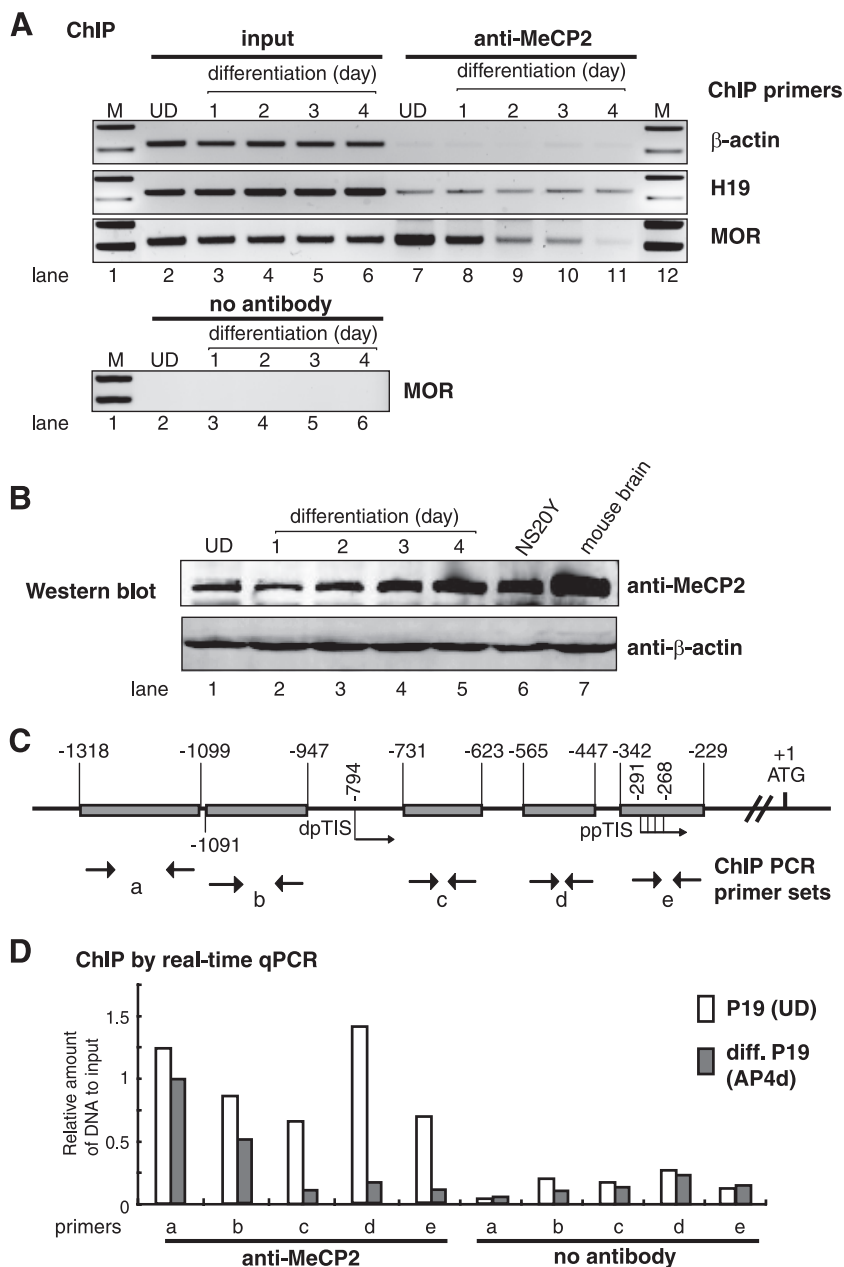 A ChIP
input anti-MeCP2
differentiation (day) differentiation (day)
ChIP primers
M UD 1 2 3 4 UD 1 2 3 4 M
β-actin
H19
MOR
lane 1 2 3 4 5 6 7 8 9 10 11 12
no antibody
differentiation (day)
M UD 1 2 3 4
MOR
lane 1 2 3 4 5 6
B
differentiation (day)
UD 1 2 3 4 NS20Y mouse brain
Western blot
anti-MeCP2
anti-β-actin
lane 1 2 3 4 5 6 7
C
-1318 -1099 -947 -794 -731 -623 -565 -447 -342 -291 -268 -229 +1
ATG
-1091 dpTIS ppTIS
a b c d e
ChIP PCR
primer sets
D ChIP by real-time qPCR
Relative amount
of DNA to input
1.5
1
0.5
0
P19 (UD)
diff. P19
(AP4d)
primers a b c d e a b c d e
anti-MeCP2 no antibody